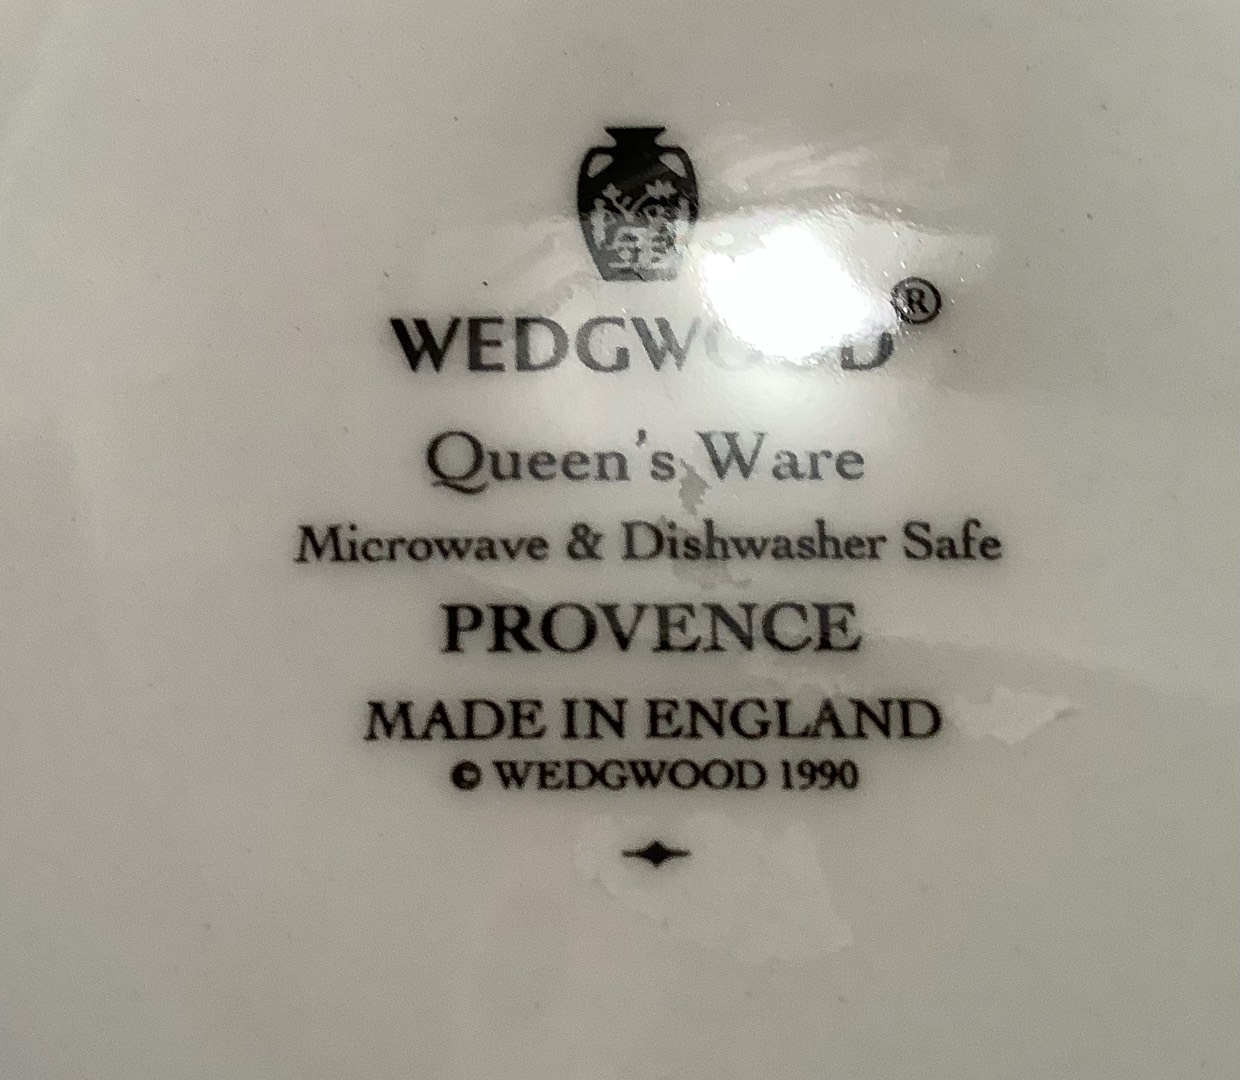 WEDGWOOD®
Queen's Ware
Microwave & Dishwasher Safe
PROVENCE
MADE IN ENGLAND
© WEDGWOOD 1990